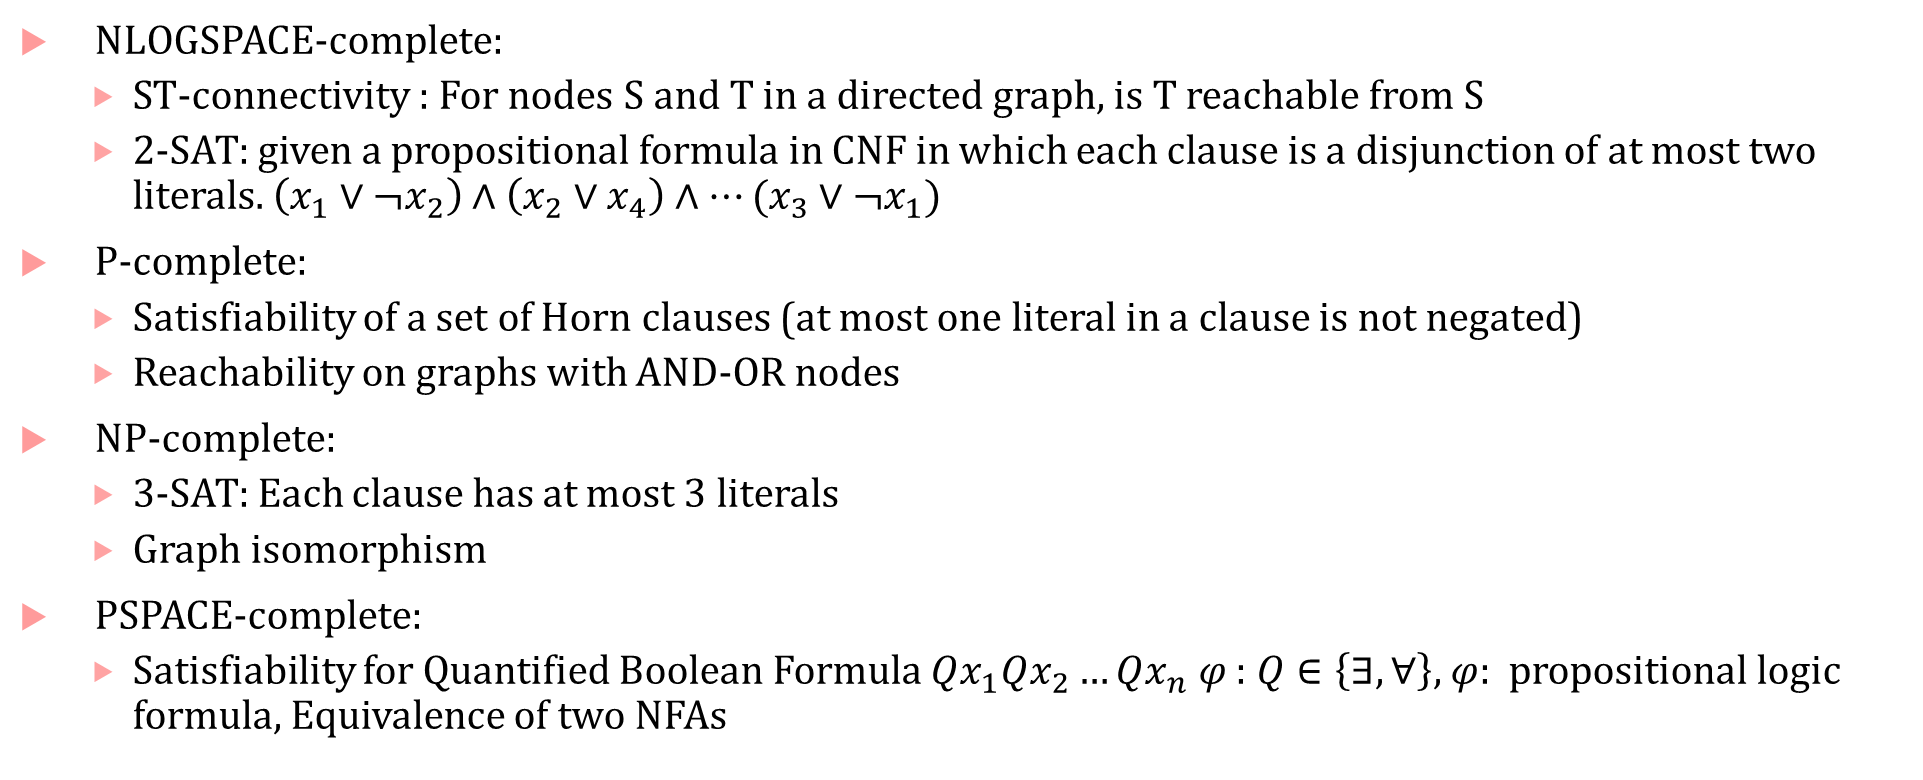 NLOGSPACE-complete:
ST-connectivity : For nodes S and T in a directed graph, is T reachable from S
2-SAT: given a propositional formula in CNF in which each clause is a disjunction of at most two
literals. (x₁ ∨ ¬x₂) ∧ (x₂ ∨ x₄) ∧ ⋯ (x₃ ∨ ¬x₁)
P-complete:
Satisfiability of a set of Horn clauses (at most one literal in a clause is not negated)
Reachability on graphs with AND-OR nodes
NP-complete:
3-SAT: Each clause has at most 3 literals
Graph isomorphism
PSPACE-complete:
Satisfiability for Quantified Boolean Formula Qx₁Qx₂ … Qxₙ φ : Q ∈ {∃, ∀}, φ: propositional logic
formula, Equivalence of two NFAs